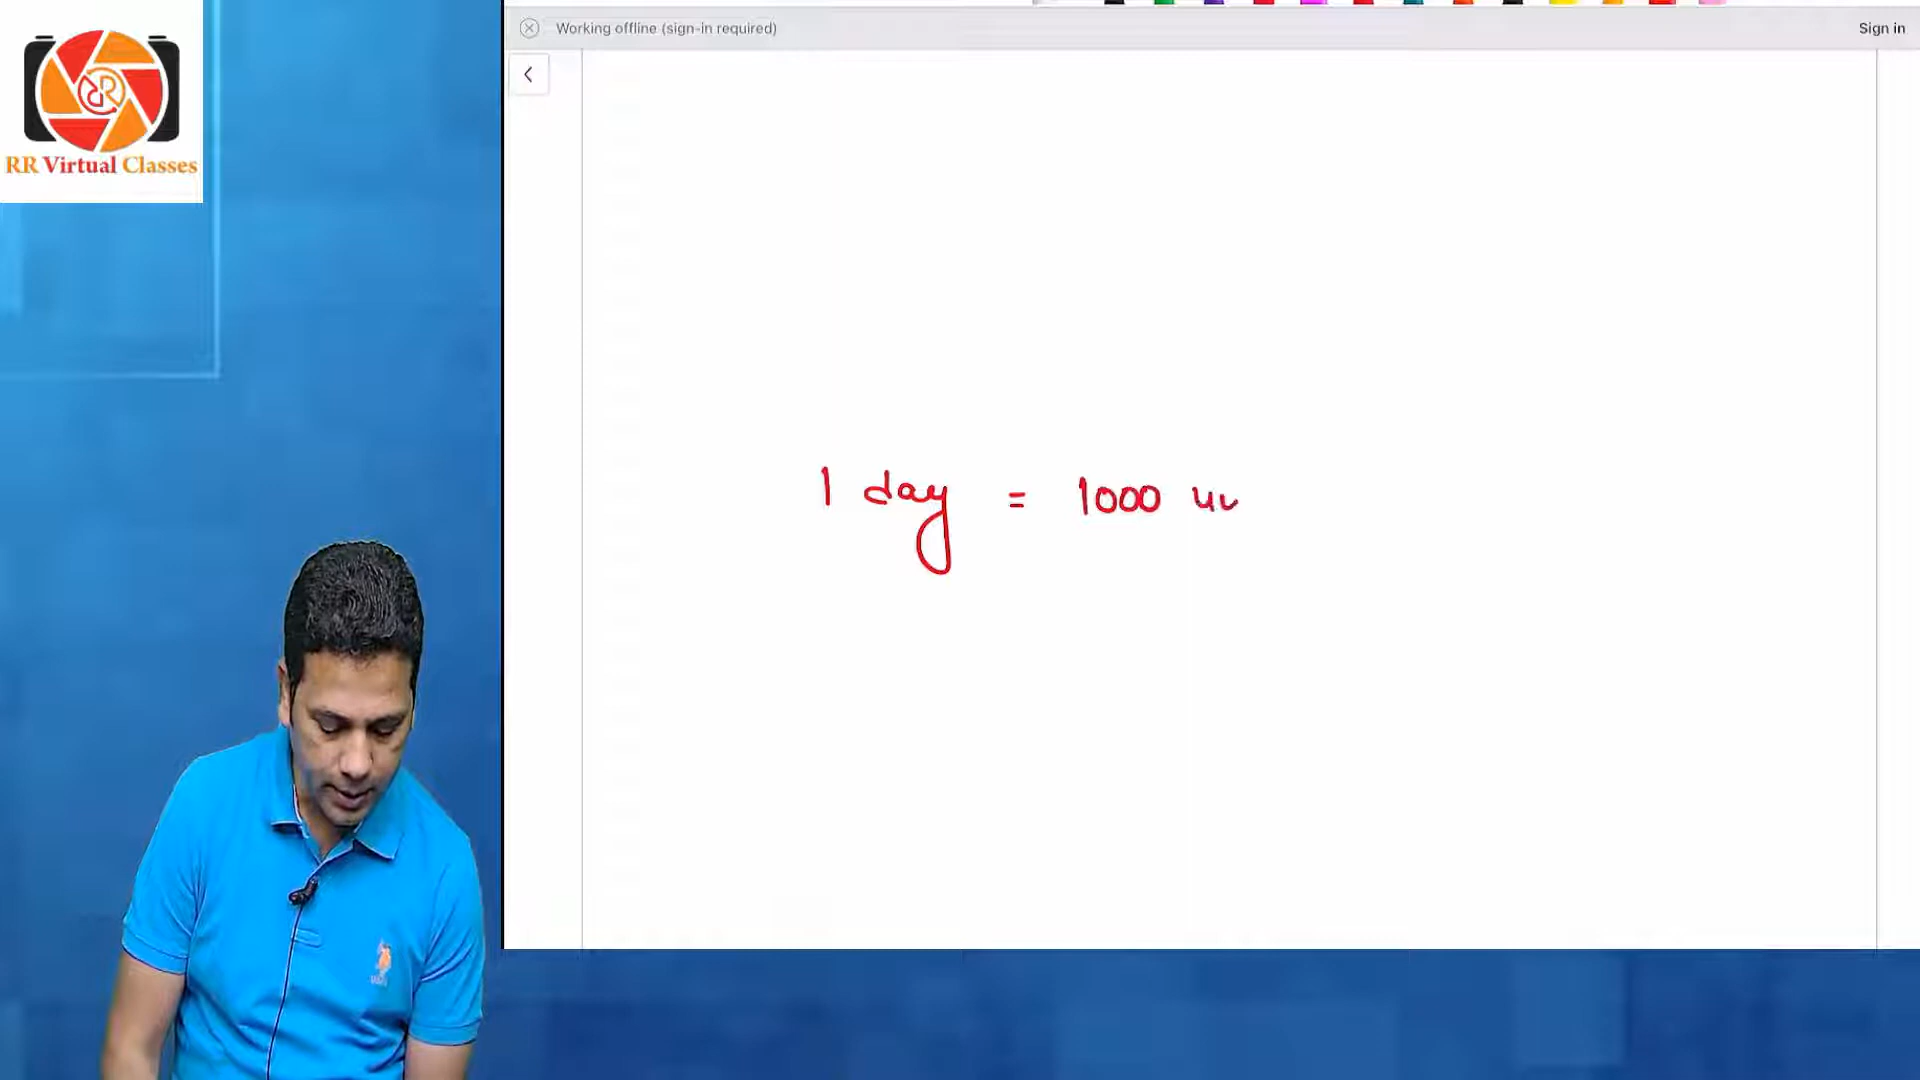 RR Virtual Classes
Working offline (sign-in required)
Sign in
1 day = 1000